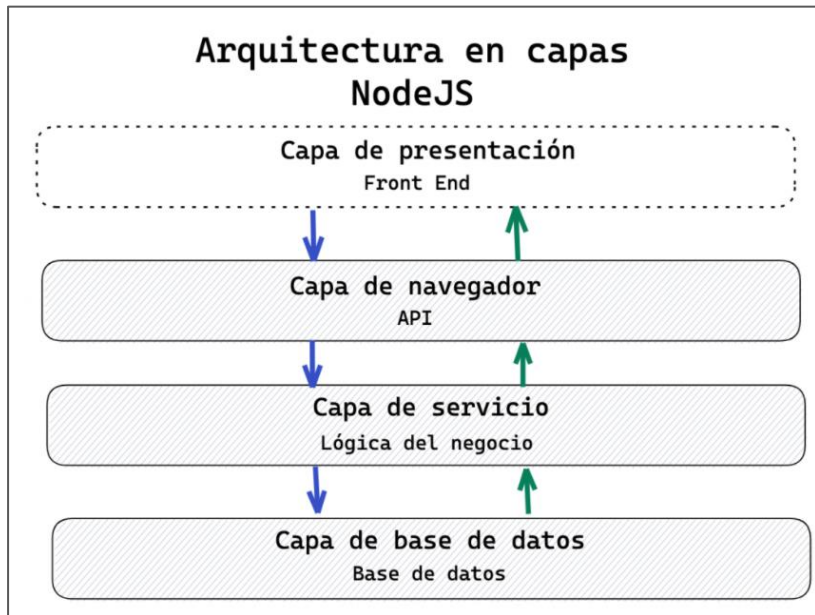 Arquitectura en capas
NodeJS
Capa de presentación
Front End
Capa de navegador
API
Capa de servicio
Lógica del negocio
Capa de base de datos
Base de datos